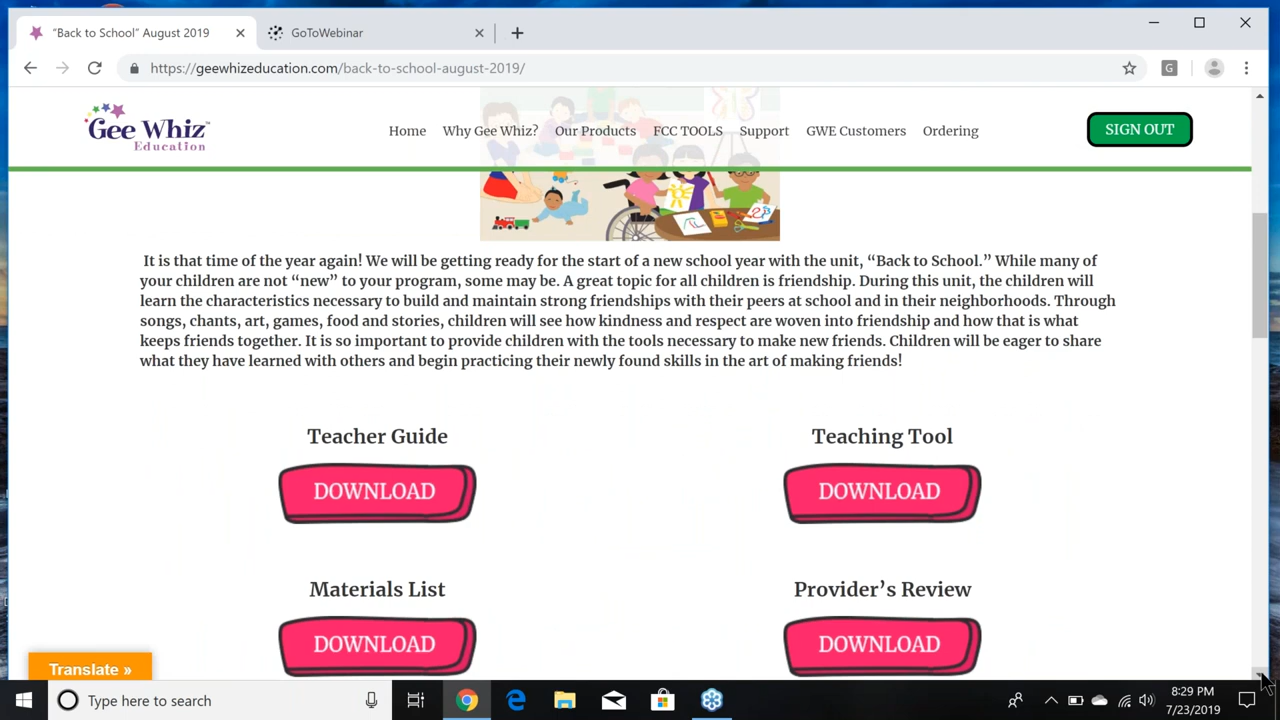 "Back to School" August 2019
GoToWebinar
https://geewhizeducation.com/back-to-school-august-2019/
G
Gee Whiz™
Education
Home Why Gee Whiz? Our Products FCC TOOLS Support GWE Customers Ordering
SIGN OUT
It is that time of the year again! We will be getting ready for the start of a new school year with the unit, “Back to School.” While many of
your children are not “new” to your program, some may be. A great topic for all children is friendship. During this unit, the children will
learn the characteristics necessary to build and maintain strong friendships with their peers at school and in their neighborhoods. Through
songs, chants, art, games, food and stories, children will see how kindness and respect are woven into friendship and how that is what
keeps friends together. It is so important to provide children with the tools necessary to make new friends. Children will be eager to share
what they have learned with others and begin practicing their newly found skills in the art of making friends!
Teacher Guide
Teaching Tool
DOWNLOAD
DOWNLOAD
Materials List
Provider’s Review
DOWNLOAD
DOWNLOAD
Translate »
Type here to search
8:29 PM
7/23/2019